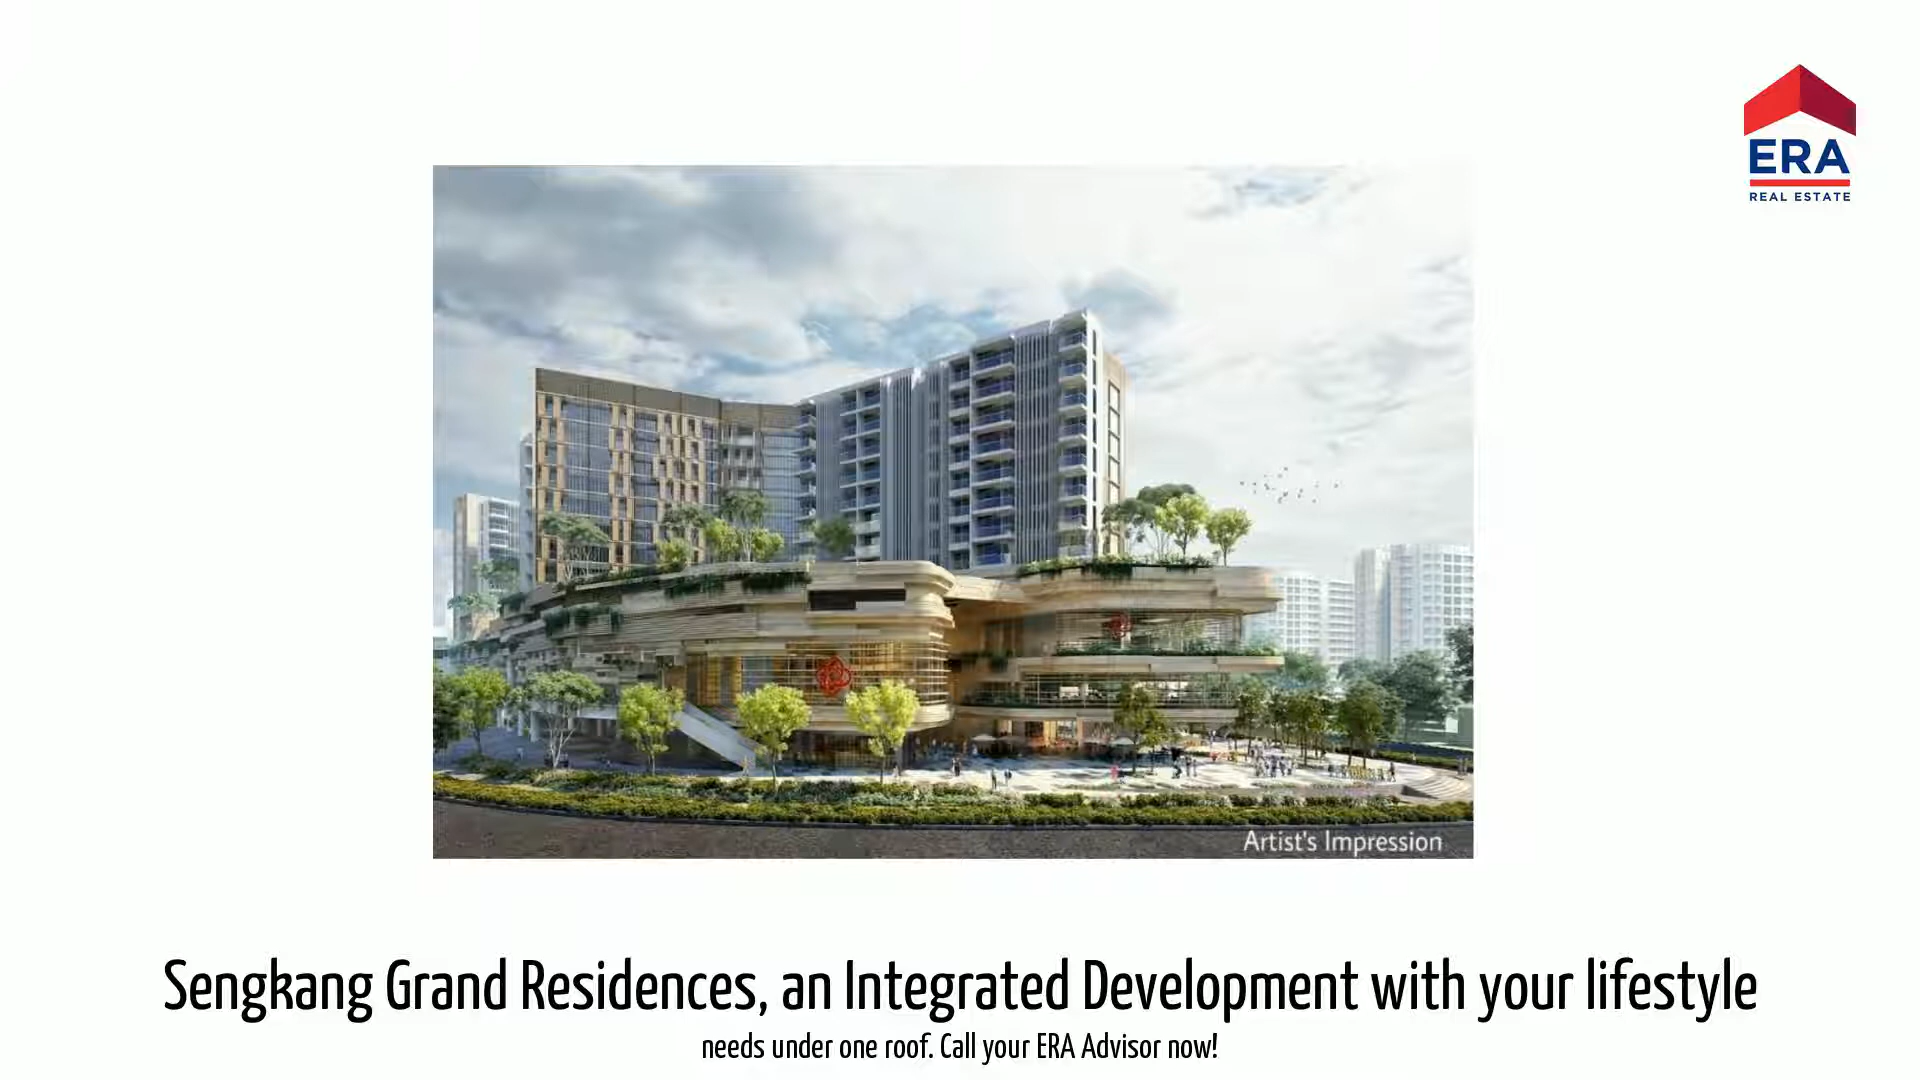 ERA
REAL ESTATE
Artist's Impression
Sengkang Grand Residences, an Integrated Development with your lifestyle
needs under one roof. Call your ERA Advisor now!